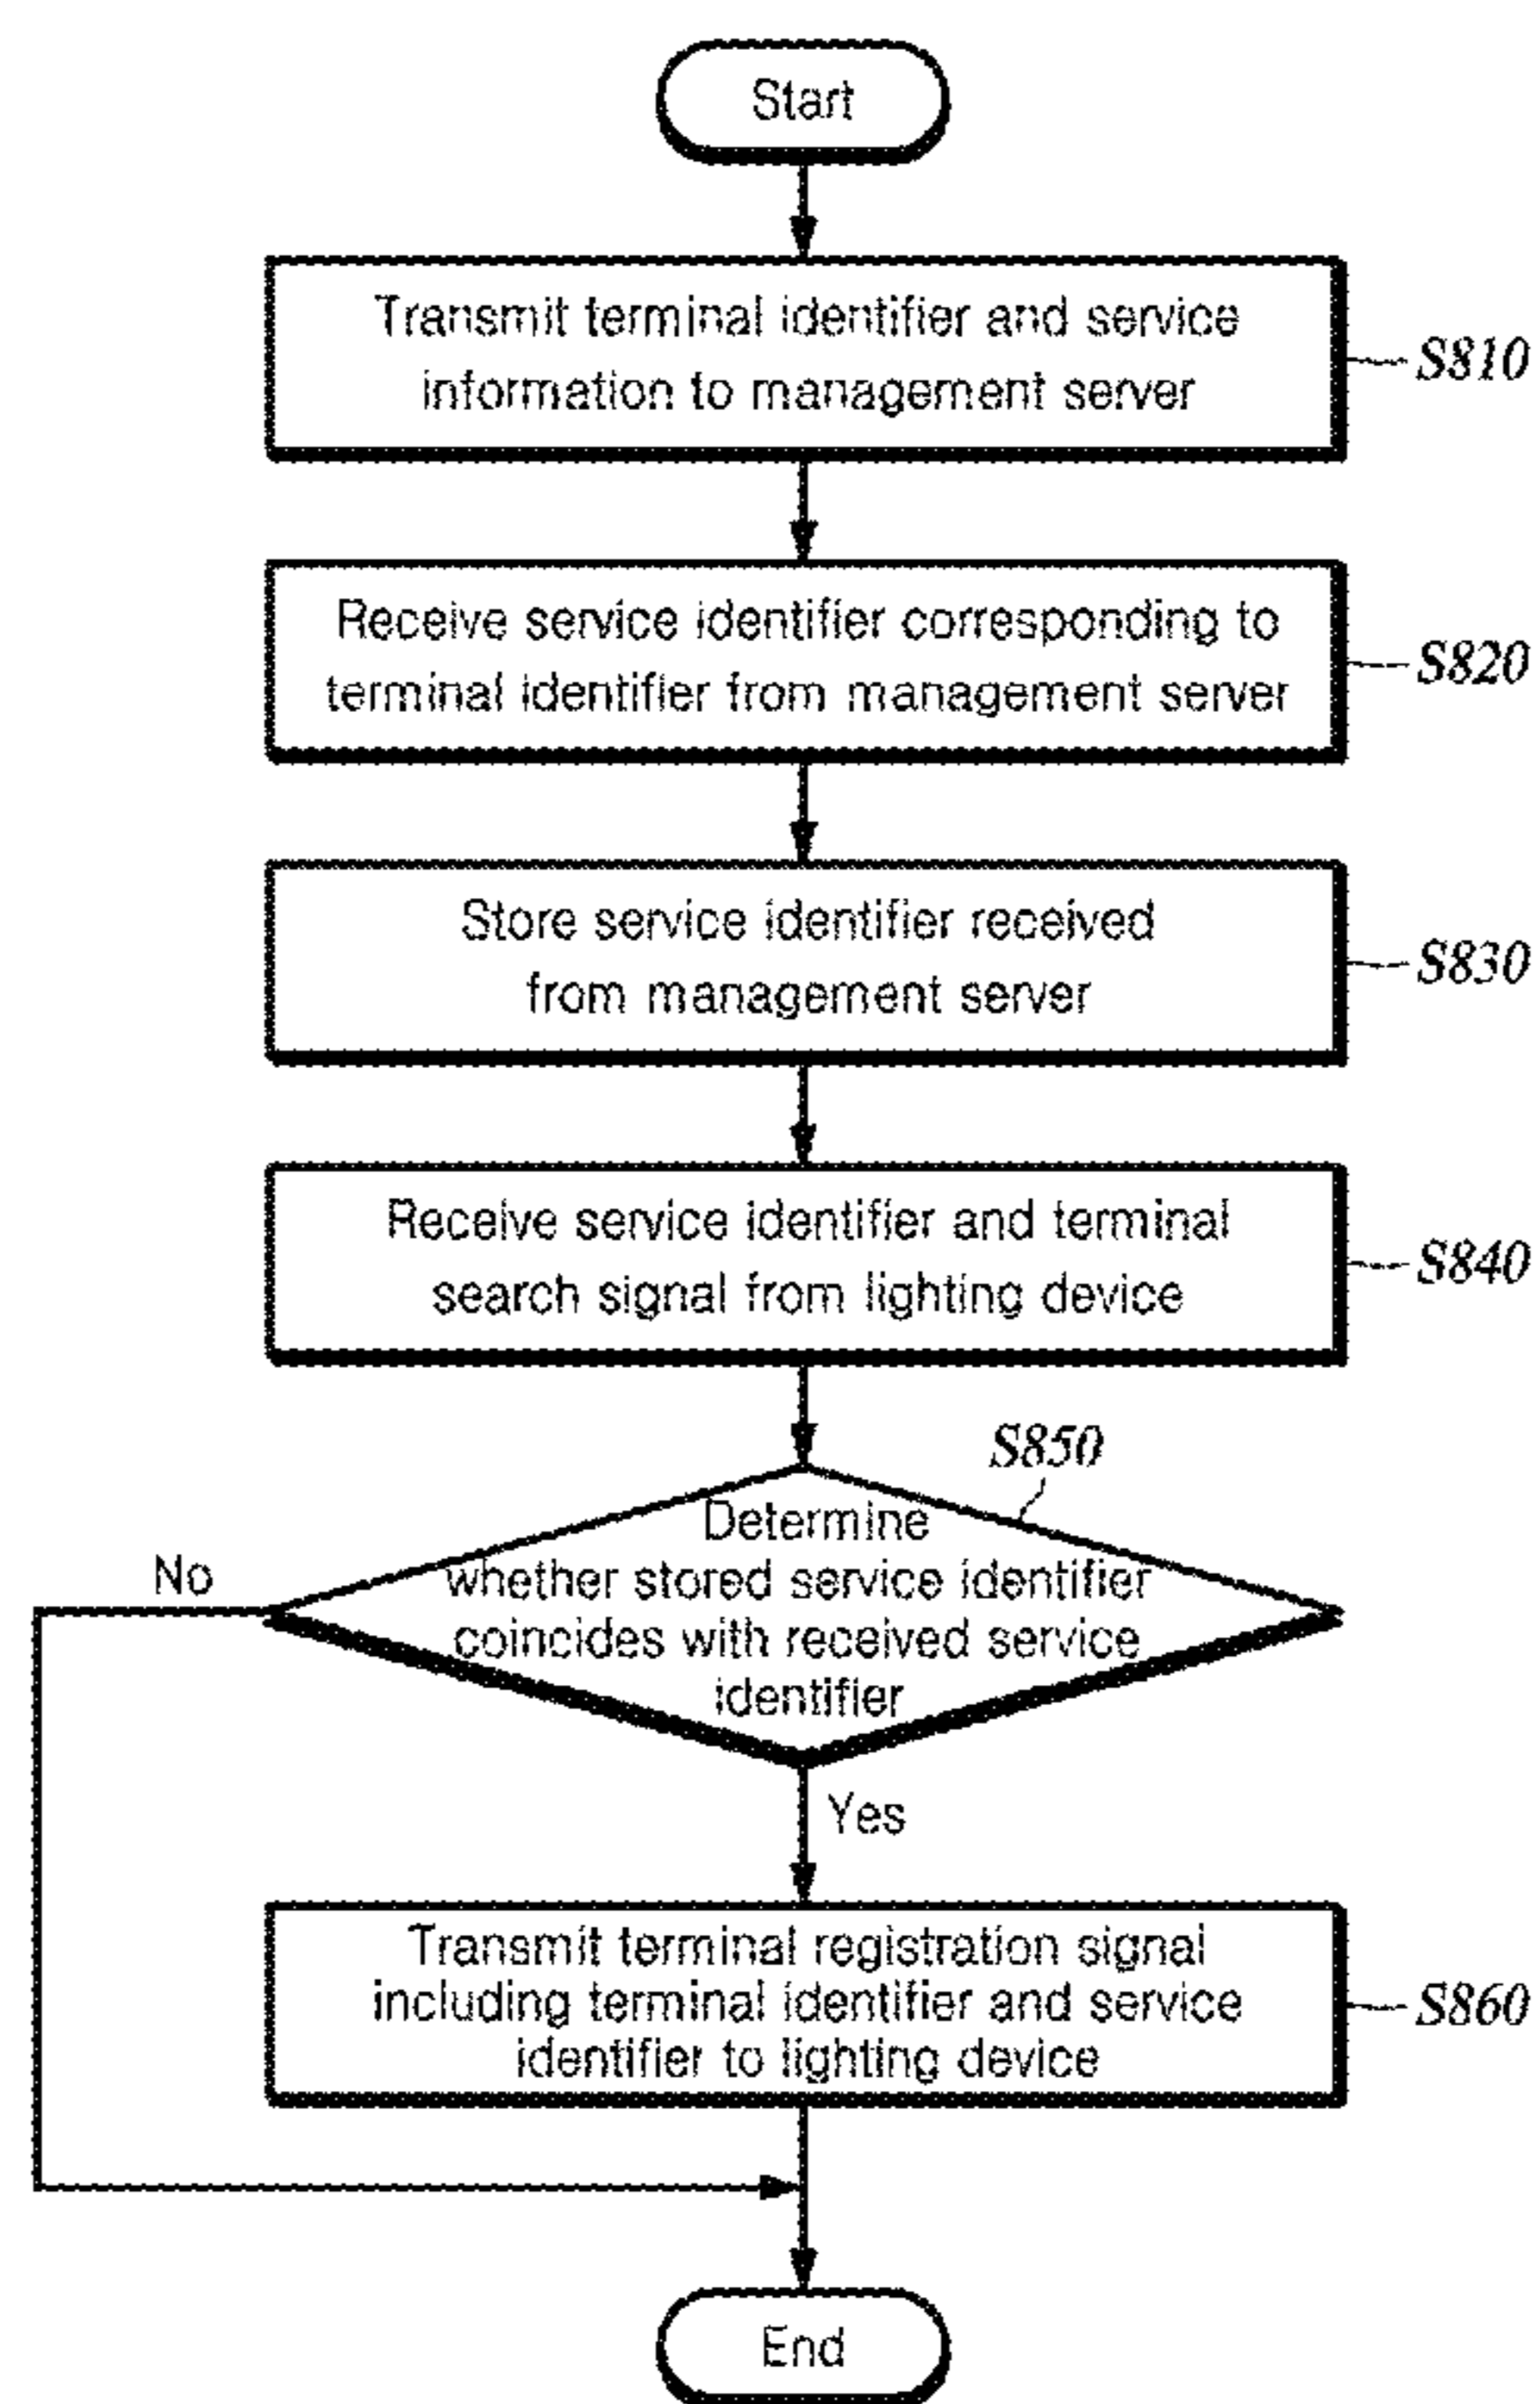 Start
Transmit terminal identifier and service
information to management server
S810
Receive service identifier corresponding to
terminal identifier from management server
S820
Store service identifier received
from management server
S830
Receive service identifier and terminal
search signal from lighting device
S840
S850
Determine
whether stored service identifier
coincides with received service
identifier
No
Yes
Transmit terminal registration signal
including terminal identifier and service
identifier to lighting device
S860
End